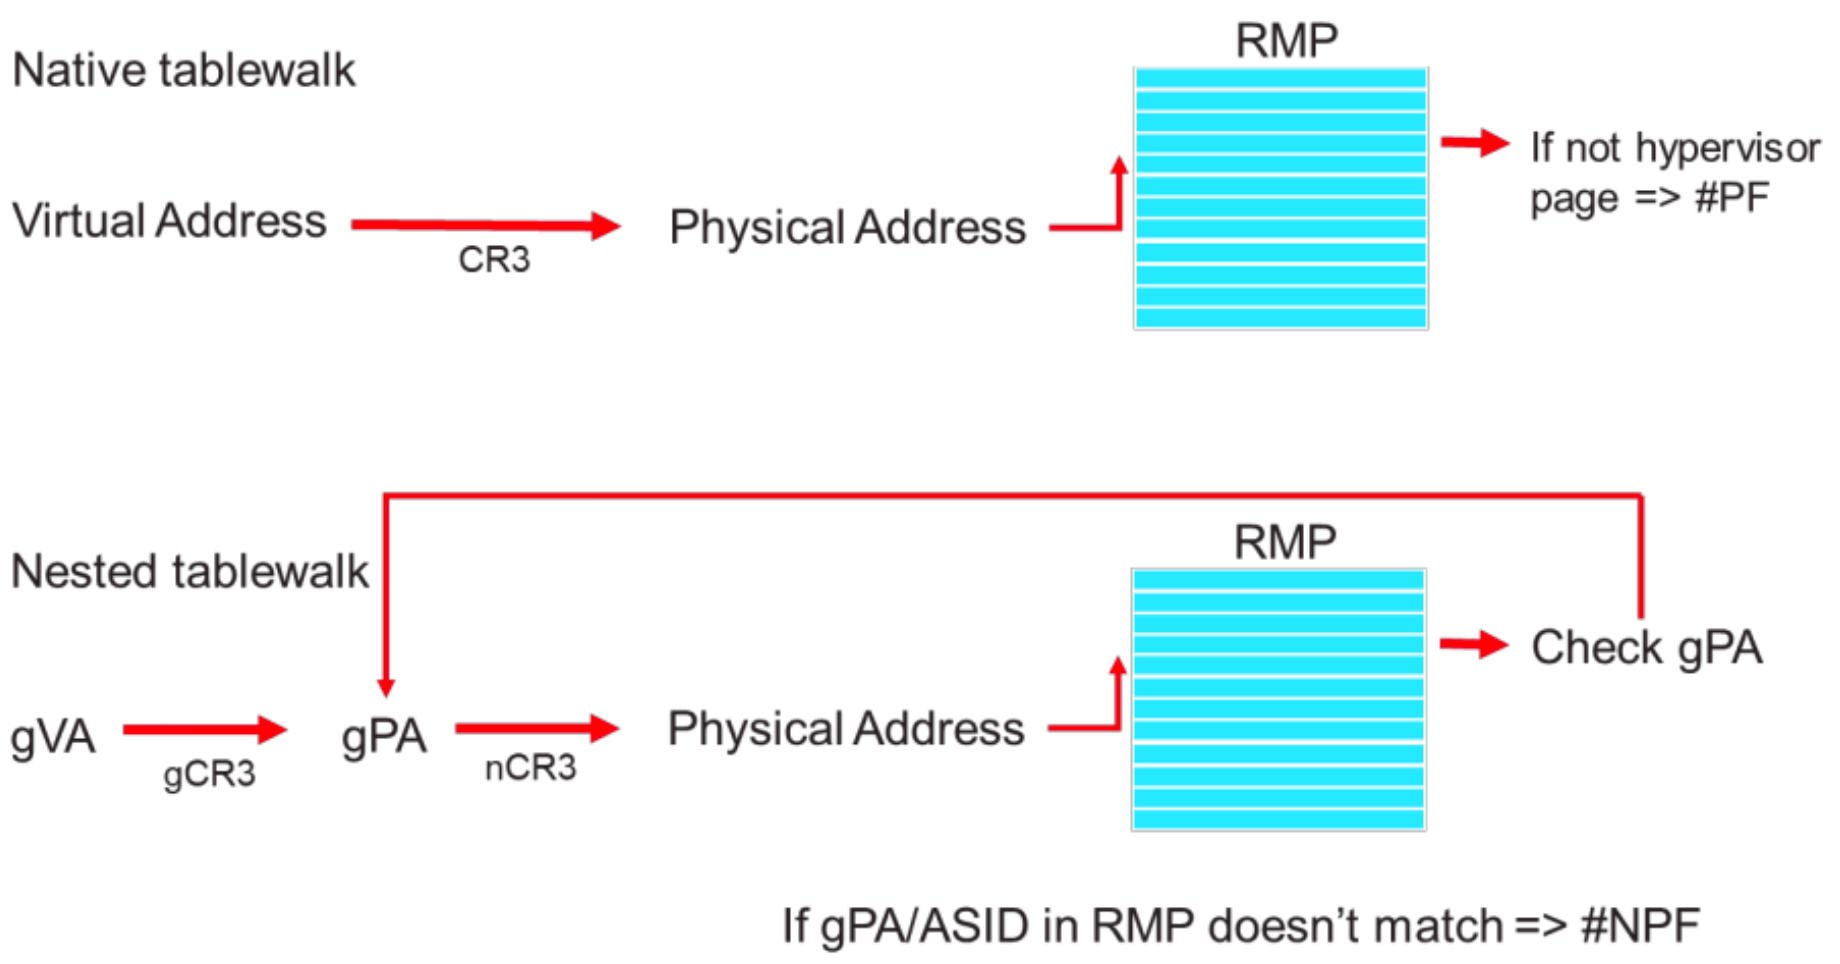 Native tablewalk
RMP
Virtual Address
CR3
Physical Address
If not hypervisor
page => #PF
Nested tablewalk
RMP
gVA
gCR3
gPA
nCR3
Physical Address
Check gPA
If gPA/ASID in RMP doesn't match => #NPF